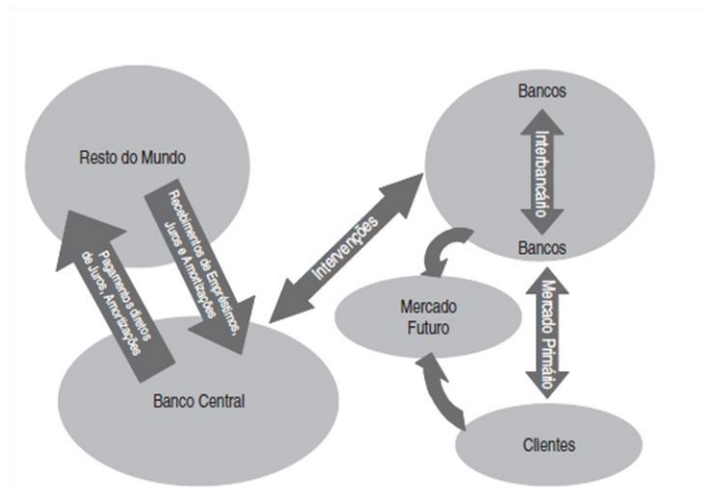 Resto do Mundo
Pagamentos diretos
de Juros, Amortizações
Recebimentos de Empréstimos,
Juros e Amortizações
Banco Central
Intervenções
Bancos
Interbancário
Bancos
Mercado
Futuro
Mercado Primário
Clientes